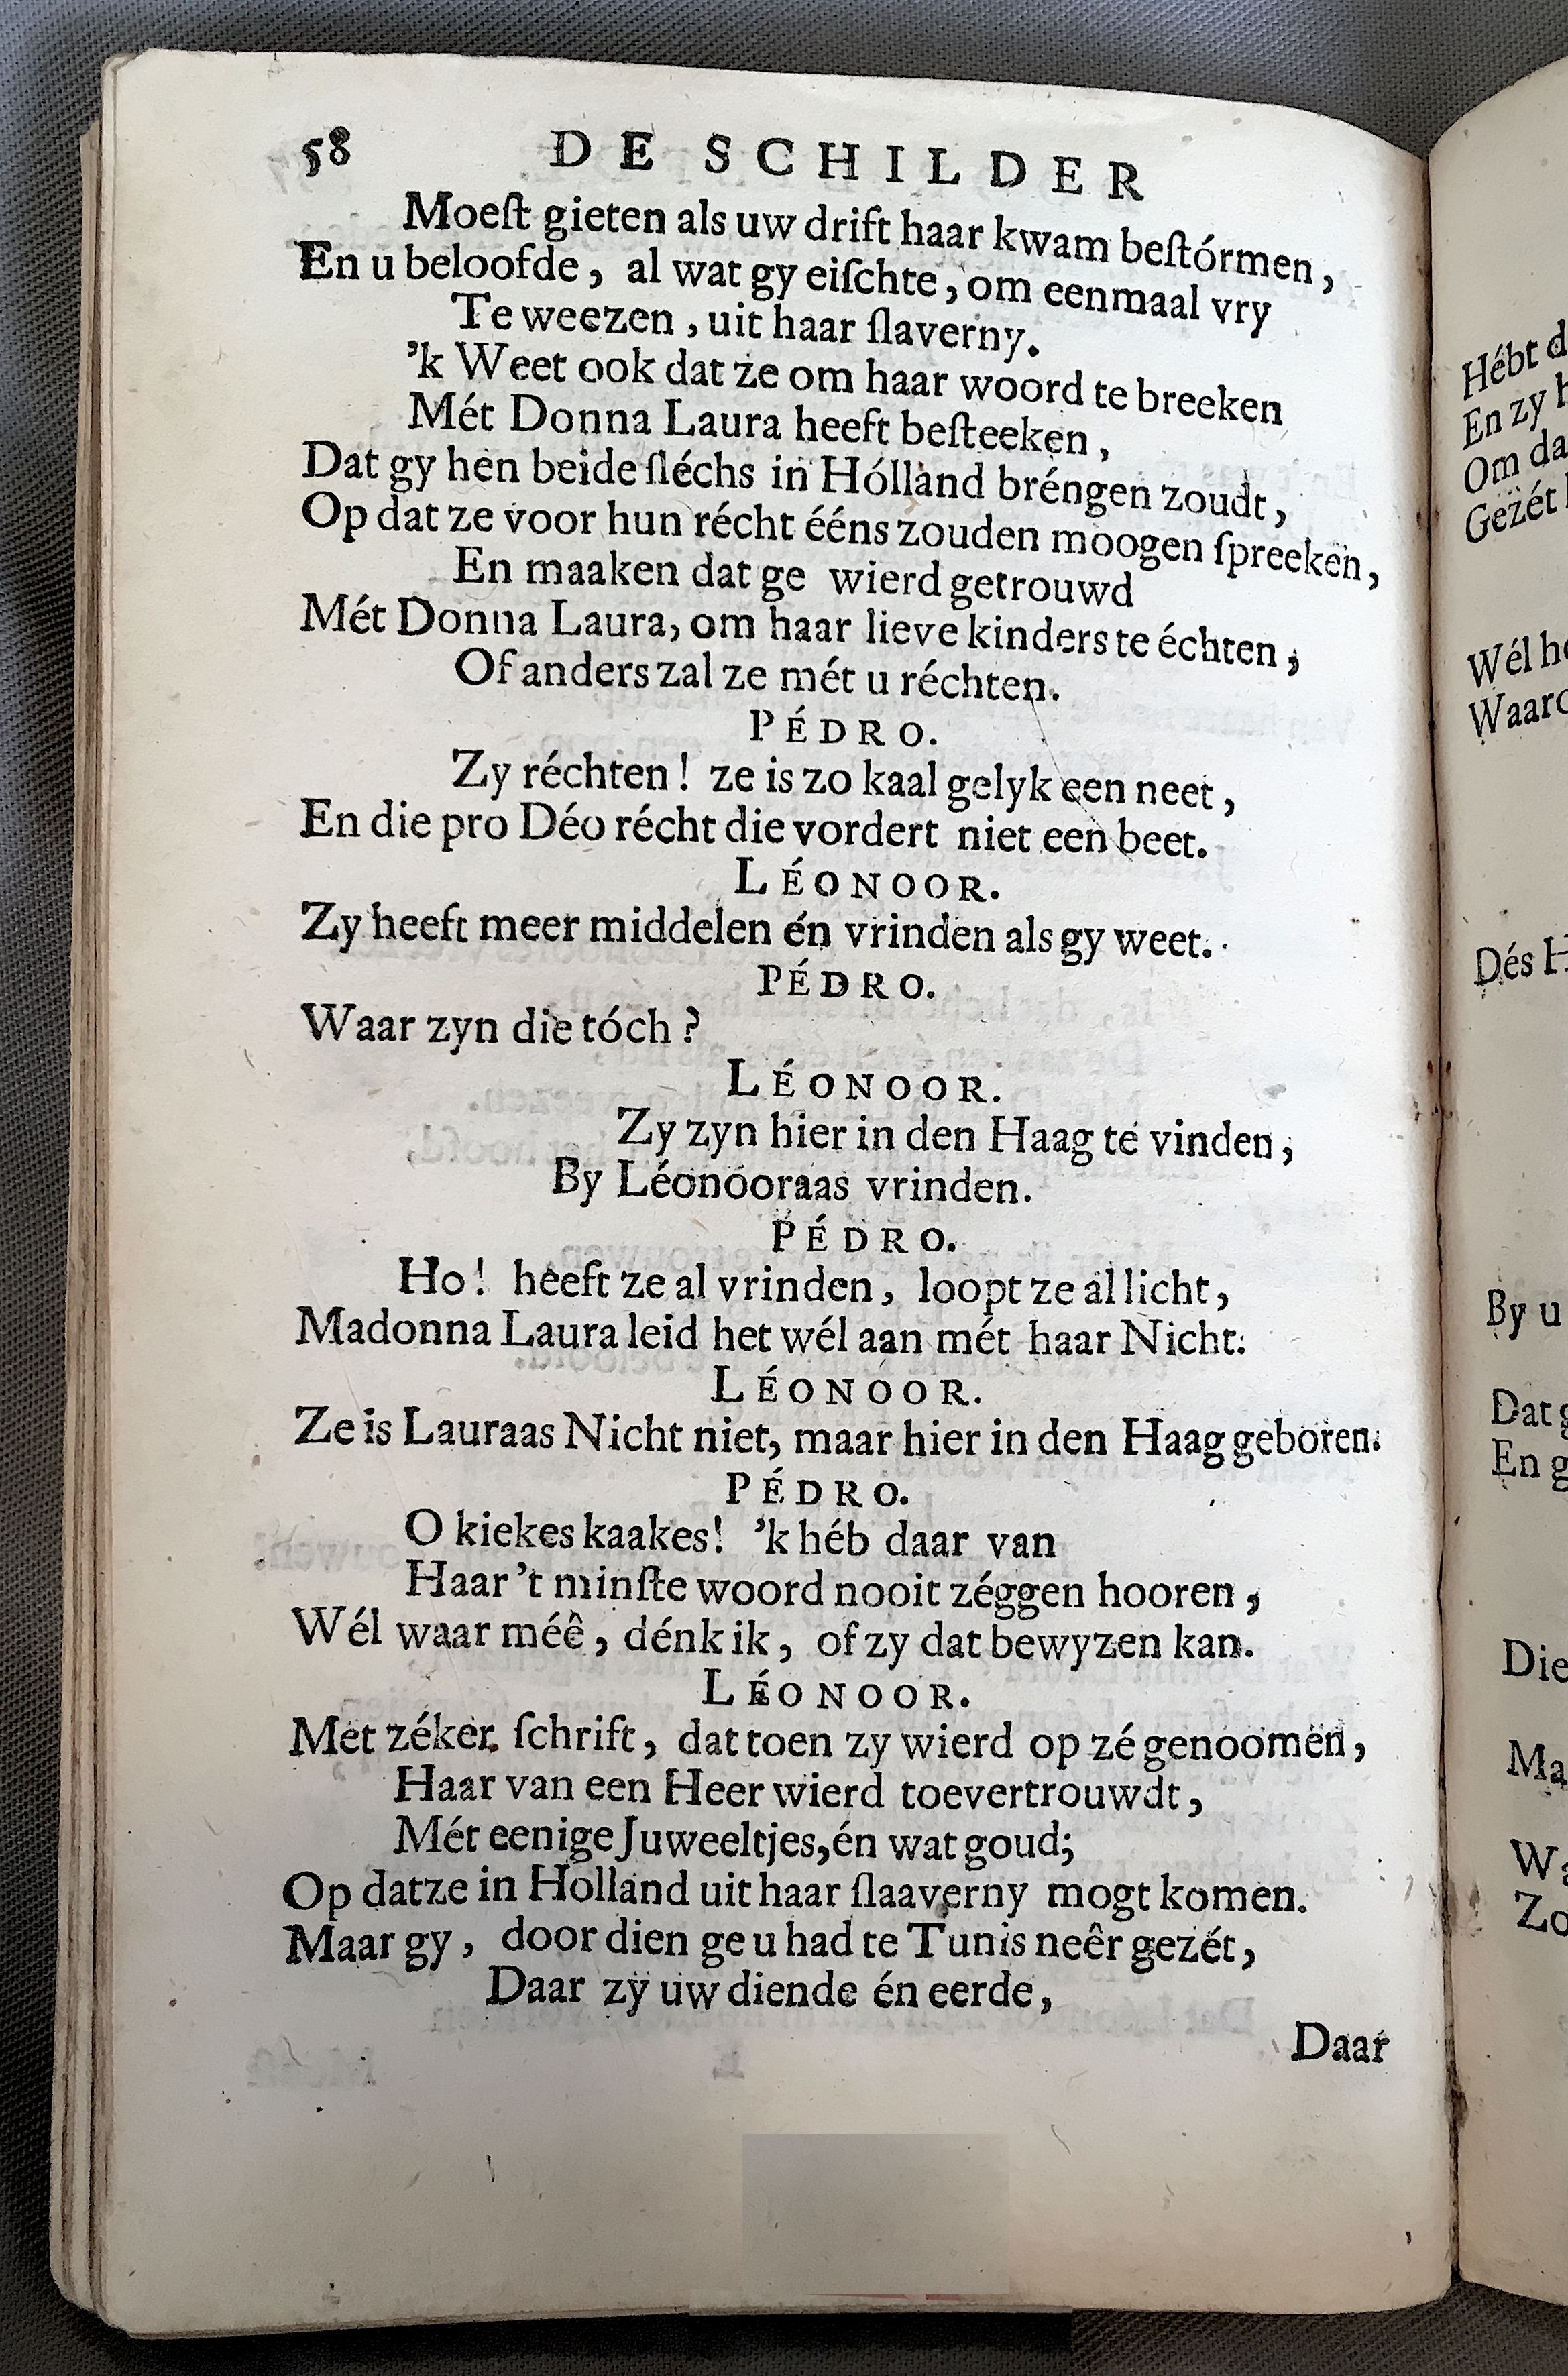 58 DE SCHILDER
Moeſt gieten als uw drift haar kwam beſtórmen,
En u beloofde, al wat gy eiſchte, om eenmaal vry
Te weezen, uit haar ſlaverny.
’k Weet ook dat ze om haar woord te breeken
Mét Donna Laura heeft beſteeken,
Dat gy hen beide ſléchs in Hólland bréngen zoudt,
Op dat ze voor hun récht ééns zouden moogen ſpreeken,
En maaken dat ge wierd getrouwd
Mét Donna Laura, om haar lieve kinders te échten,
Of anders zal ze mét u réchten.
PÉDRO.
Zy réchten! ze is zo kaal gelyk een neet,
En die pro Déo récht die vordert niet een beet.
LÉONOOR.
Zy heeft meer middelen én vrinden als gy weet.
PÉDRO.
Waar zyn die tóch?
LÉONOOR.
Zy zyn hier in den Haag te vinden,
By Léonooraas vrinden.
PÉDRO.
Ho! heeft ze al vrinden, loopt ze al licht,
Madonna Laura leid het wél aan mét haar Nicht.
LÉONOOR.
Ze is Lauraas Nicht niet, maar hier in den Haag geboren.
PÉDRO.
O kiekes kaakes! ’k héb daar van
Haar ’t minſte woord nooit zéggen hooren,
Wél waar méê, dénk ik, of zy dat bewyzen kan.
LÉONOOR.
Met zéker ſchrift, dat toen zy wierd op zé genoomen,
Haar van een Heer wierd toevertrouwdt,
Mét eenige Juweeltjes, én wat goud;
Op datze in Holland uit haar ſlaaverny mogt komen.
Maar gy, door dien ge u had te Tunis neêr gezét,
Daar zy uw diende én eerde,
Daar
Hébt
En zy
Om
Gezét
Wél
Dés
By u
En
Die